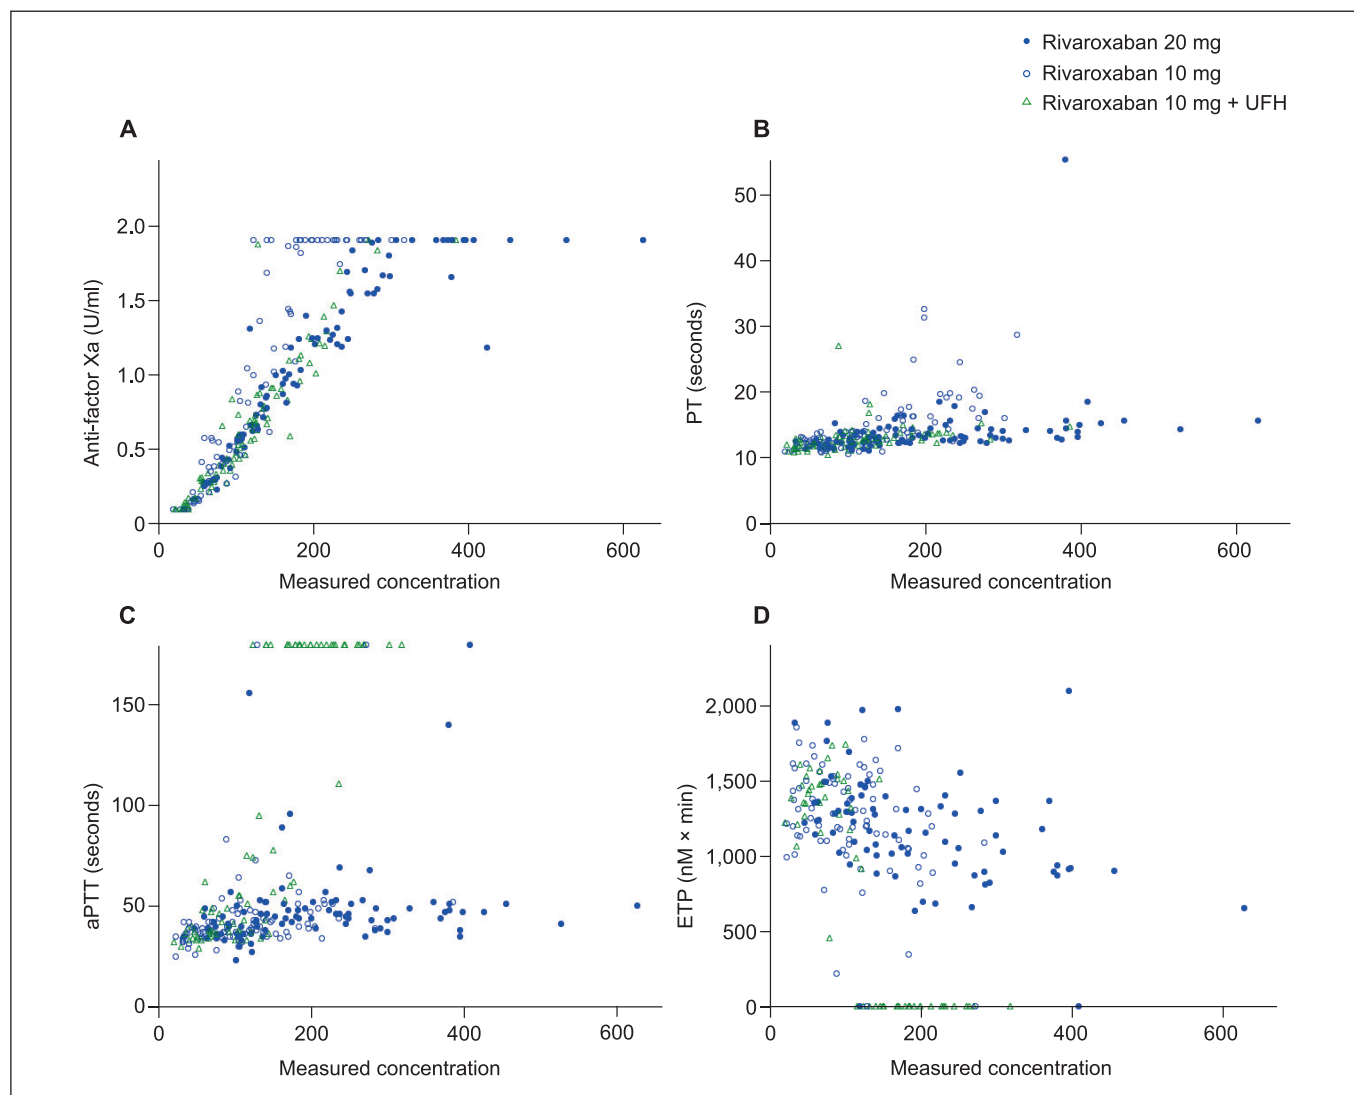 Rivaroxaban 20 mg
Rivaroxaban 10 mg
Rivaroxaban 10 mg + UFH
A
Anti-factor Xa (U/ml)
2.0
1.5
1.0
0.5
0
0 200 400 600
Measured concentration
B
PT (seconds)
50
40
30
20
10
0
0 200 400 600
Measured concentration
C
aPTT (seconds)
150
100
50
0
0 200 400 600
Measured concentration
D
ETP (nM × min)
2,000
1,500
1,000
500
0
0 200 400 600
Measured concentration